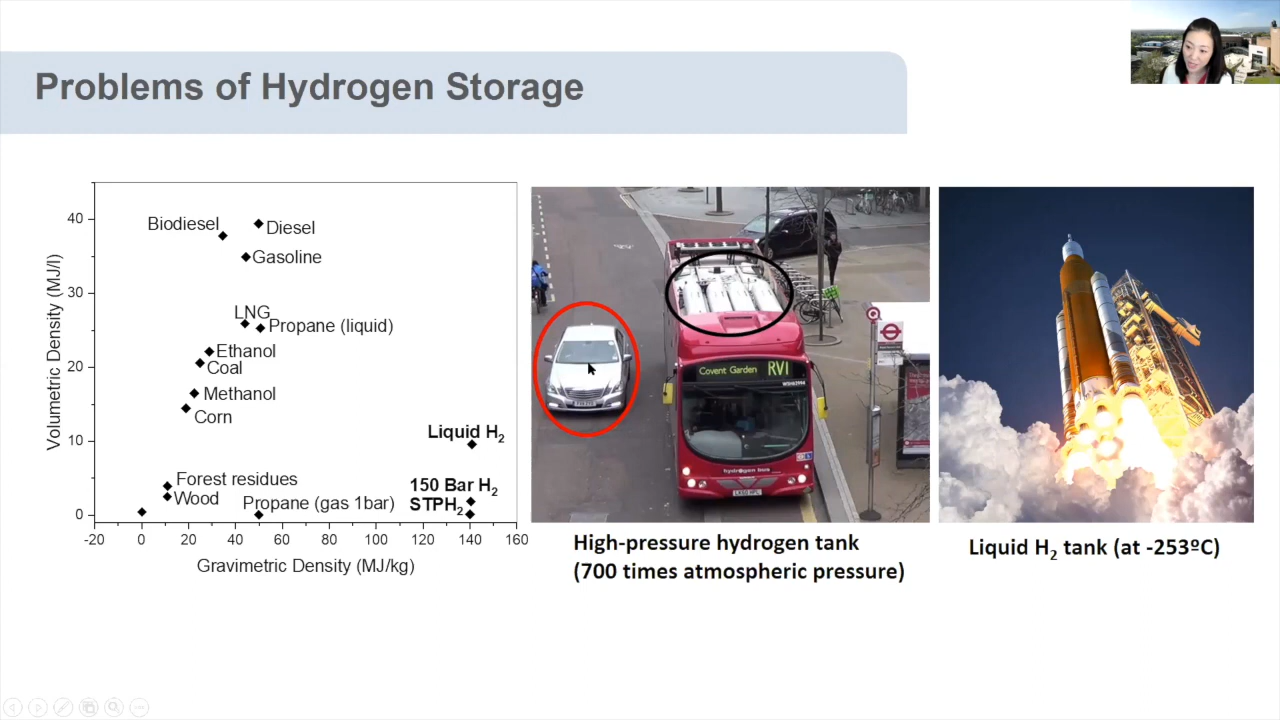 Problems of Hydrogen Storage
Volumetric Density (MJ/l)
40
30
20
10
0
Biodiesel
Diesel
Gasoline
LNG
Propane (liquid)
Ethanol
Coal
Methanol
Corn
Liquid H₂
Forest residues
Wood
Propane (gas 1bar)
150 Bar H₂
STPH₂
-20 0 20 40 60 80 100 120 140 160
Gravimetric Density (MJ/kg)
Covent Garden RV1
hydrogen bus
High-pressure hydrogen tank
(700 times atmospheric pressure)
Liquid H₂ tank (at -253ºC)